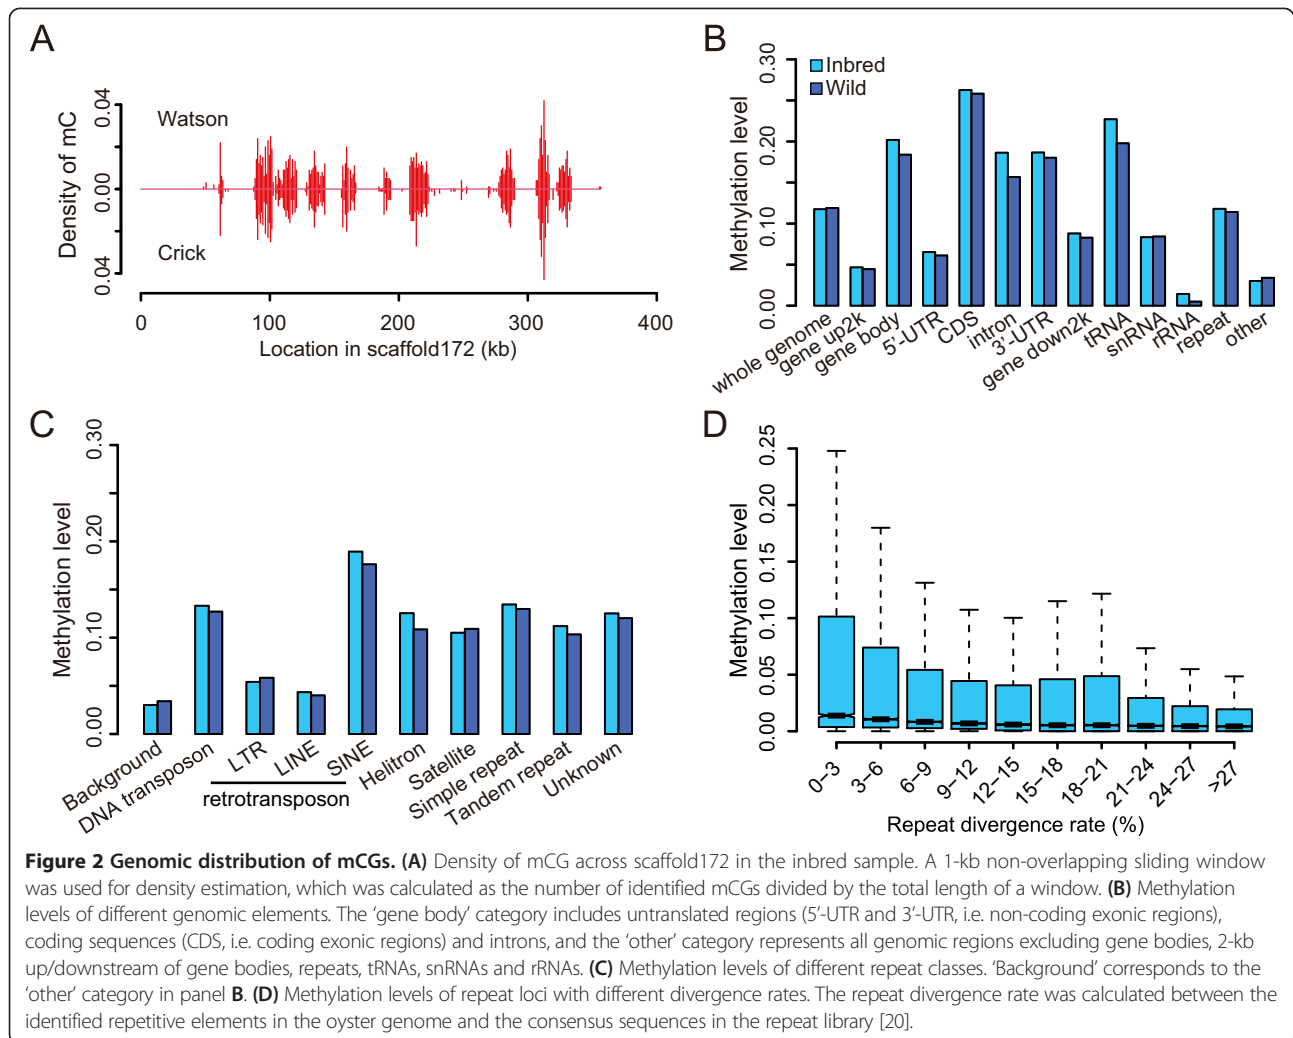 A
Density of mC
0.04
0.00
0.04
Watson
Crick
0
100
200
300
400
Location in scaffold172 (kb)
B
Methylation level
0.30
0.20
0.10
0.00
Inbred
Wild
whole genome
gene up2k
gene body
5'-UTR
CDS
intron
3'-UTR
gene down2k
tRNA
snRNA
rRNA
repeat
other
C
Methylation level
0.30
0.20
0.10
0.00
Background
DNA transposon
LTR
LINE
SINE
Helitron
Satellite
Simple repeat
Tandem repeat
Unknown
retrotransposon
D
Methylation level
0.25
0.20
0.15
0.10
0.05
0.00
0–3
3–6
6–9
9–12
12–15
15–18
18–21
21–24
24–27
>27
Repeat divergence rate (%)
Figure 2 Genomic distribution of mCGs. (A) Density of mCG across scaffold172 in the inbred sample. A 1-kb non-overlapping sliding window
was used for density estimation, which was calculated as the number of identified mCGs divided by the total length of a window. (B) Methylation
levels of different genomic elements. The ‘gene body’ category includes untranslated regions (5′-UTR and 3′-UTR, i.e. non-coding exonic regions),
coding sequences (CDS, i.e. coding exonic regions) and introns, and the ‘other’ category represents all genomic regions excluding gene bodies, 2-kb
up/downstream of gene bodies, repeats, tRNAs, snRNAs and rRNAs. (C) Methylation levels of different repeat classes. ‘Background’ corresponds to the
‘other’ category in panel B. (D) Methylation levels of repeat loci with different divergence rates. The repeat divergence rate was calculated between the
identified repetitive elements in the oyster genome and the consensus sequences in the repeat library [20].